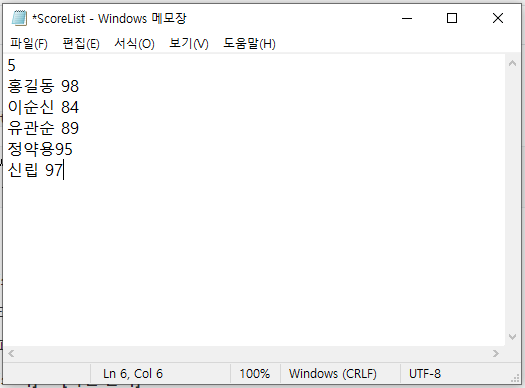 *ScoreList - Windows 메모장
파일(F) 편집(E) 서식(O) 보기(V) 도움말(H)
5
홍길동 98
이순신 84
유관순 89
정약용95
신립 97
Ln 6, Col 6 100% Windows (CRLF) UTF-8